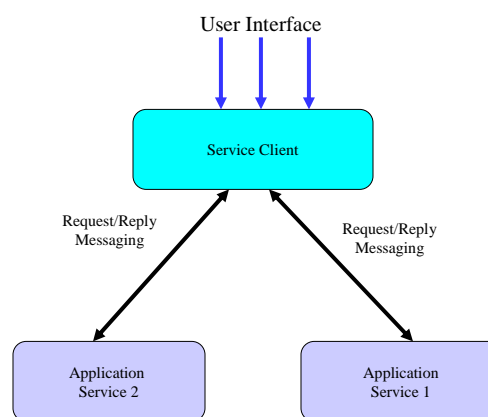 User Interface
Service Client
Request/Reply
Messaging
Request/Reply
Messaging
Application
Service 2
Application
Service 1